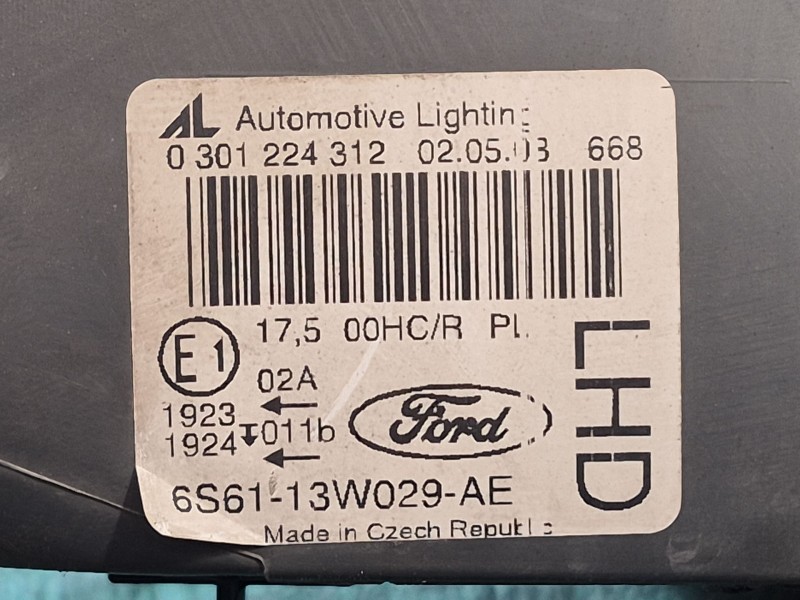 AL Automotive Lighting
0 301 224 312 02.05.08 668
E1
17,5 00HC/R PL
02A
1923
1924 011b
Ford
LHD
6S61-13W029-AE
Made in Czech Republic